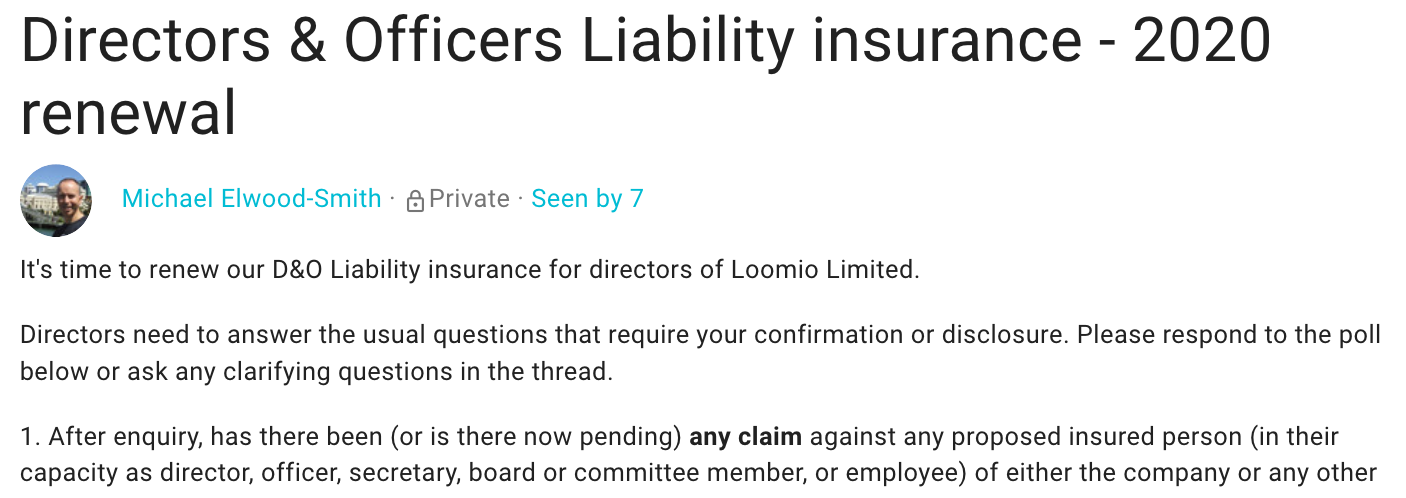 Directors & Officers Liability insurance - 2020
renewal
Michael Elwood-Smith · Private · Seen by 7
It's time to renew our D&O Liability insurance for directors of Loomio Limited.
Directors need to answer the usual questions that require your confirmation or disclosure. Please respond to the poll
below or ask any clarifying questions in the thread.
1. After enquiry, has there been (or is there now pending) any claim against any proposed insured person (in their
capacity as director, officer, secretary, board or committee member, or employee) of either the company or any other